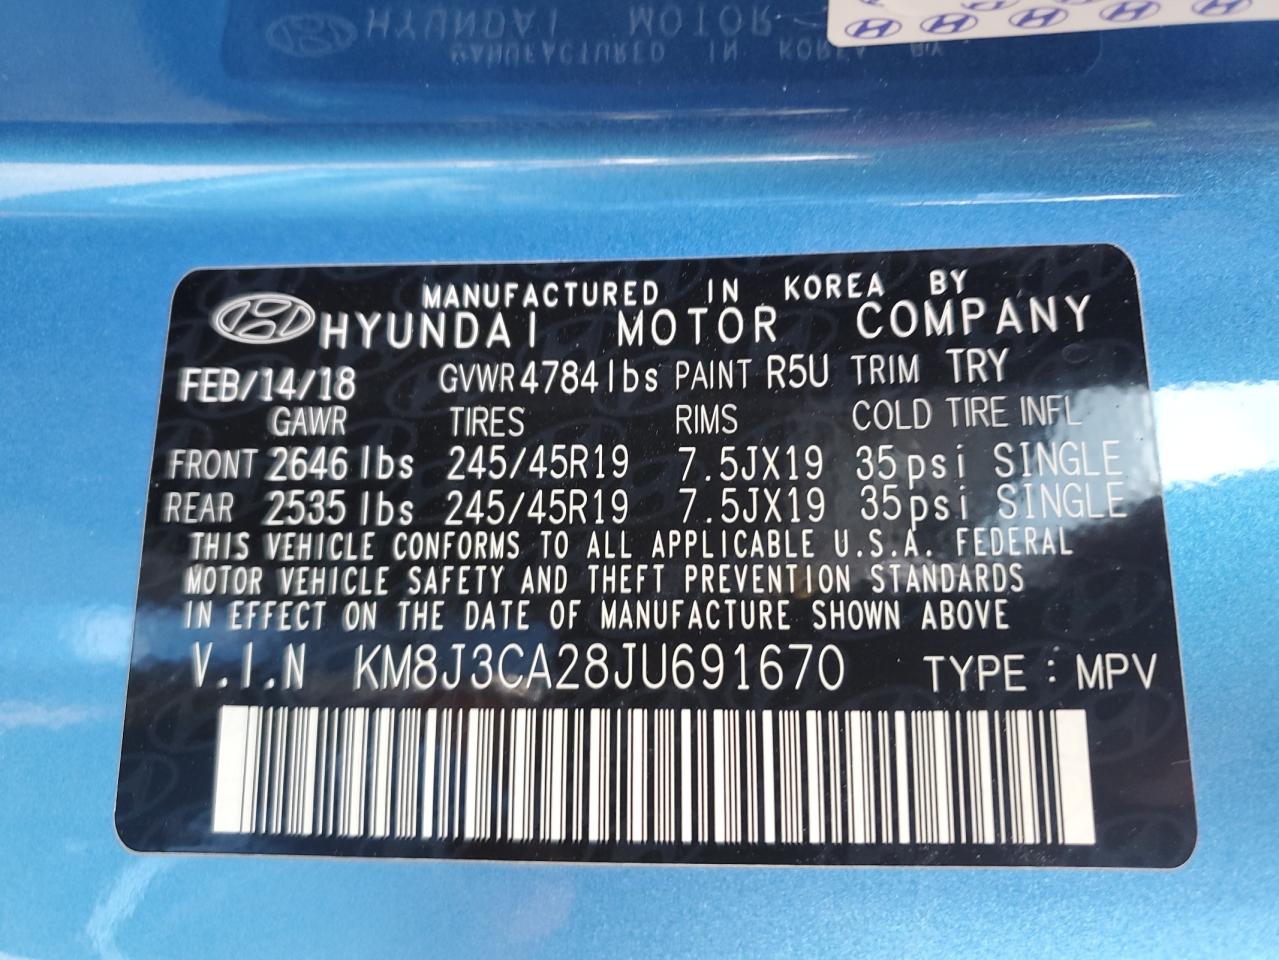 MANUFACTURED IN KOREA BY
HYUNDAI MOTOR COMPANY
FEB/14/18 GVWR 4784 lbs PAINT R5U TRIM TRY
GAWR TIRES RIMS COLD TIRE INFL
FRONT 2646 lbs 245/45R19 7.5JX19 35psi SINGLE
REAR 2535 lbs 245/45R19 7.5JX19 35psi SINGLE
THIS VEHICLE CONFORMS TO ALL APPLICABLE U.S.A. FEDERAL
MOTOR VEHICLE SAFETY AND THEFT PREVENTION STANDARDS
IN EFFECT ON THE DATE OF MANUFACTURE SHOWN ABOVE
V.I.N KM8J3CA28JU691670 TYPE : MPV